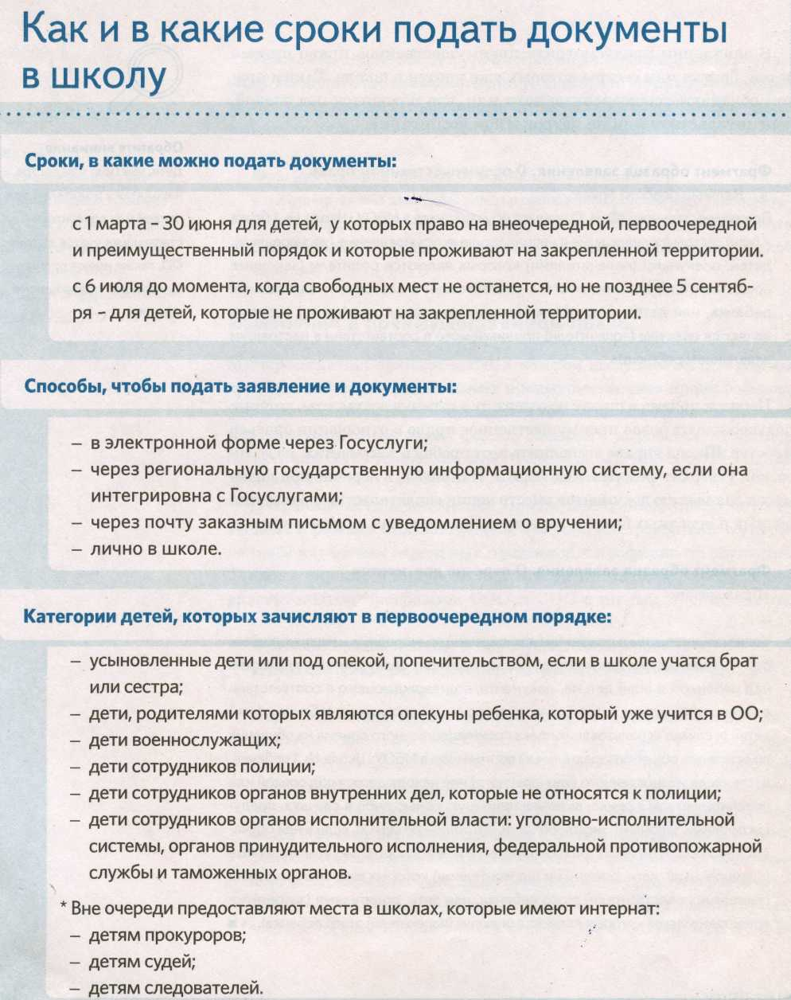 Как и в какие сроки подать документы
в школу
Сроки, в какие можно подать документы:
с 1 марта – 30 июня для детей, у которых право на внеочередной, первоочередной
и преимущественный порядок и которые проживают на закрепленной территории.
с 6 июля до момента, когда свободных мест не останется, но не позднее 5 сентяб-
ря – для детей, которые не проживают на закрепленной территории.
Способы, чтобы подать заявление и документы:
– в электронной форме через Госуслуги;
– через региональную государственную информационную систему, если она
интегрировна с Госуслугами;
– через почту заказным письмом с уведомлением о вручении;
– лично в школе.
Категории детей, которых зачисляют в первоочередном порядке:
– усыновленные дети или под опекой, попечительством, если в школе учатся брат
или сестра;
– дети, родителями которых являются опекуны ребенка, который уже учится в ОО;
– дети военнослужащих;
– дети сотрудников полиции;
– дети сотрудников органов внутренних дел, которые не относятся к полиции;
– дети сотрудников органов исполнительной власти: уголовно-исполнительной
системы, органов принудительного исполнения, федеральной противопожарной
службы и таможенных органов.
* Вне очереди предоставляют места в школах, которые имеют интернат:
– детям прокуроров;
– детям судей;
– детям следователей.